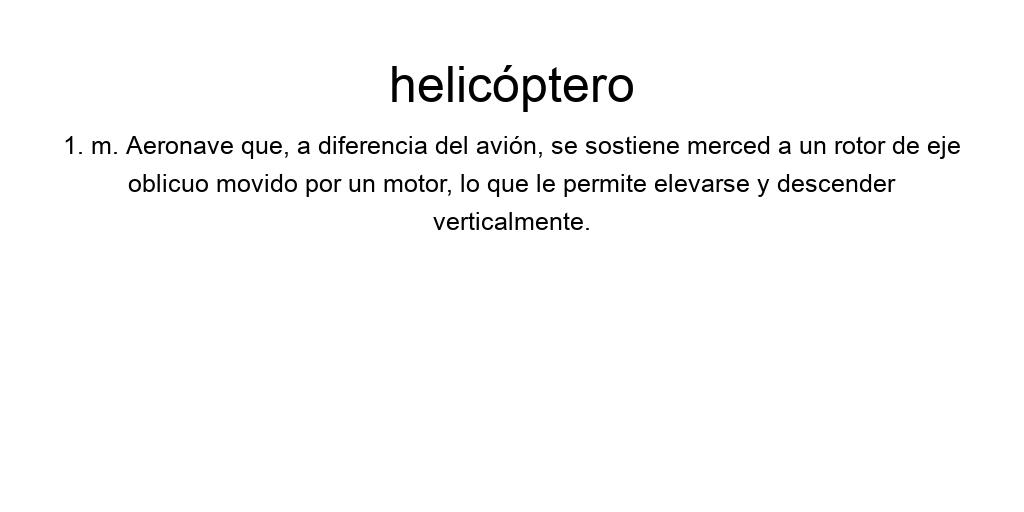 helicóptero
1. m. Aeronave que, a diferencia del avión, se sostiene merced a un rotor de eje
oblicuo movido por un motor, lo que le permite elevarse y descender
verticalmente.